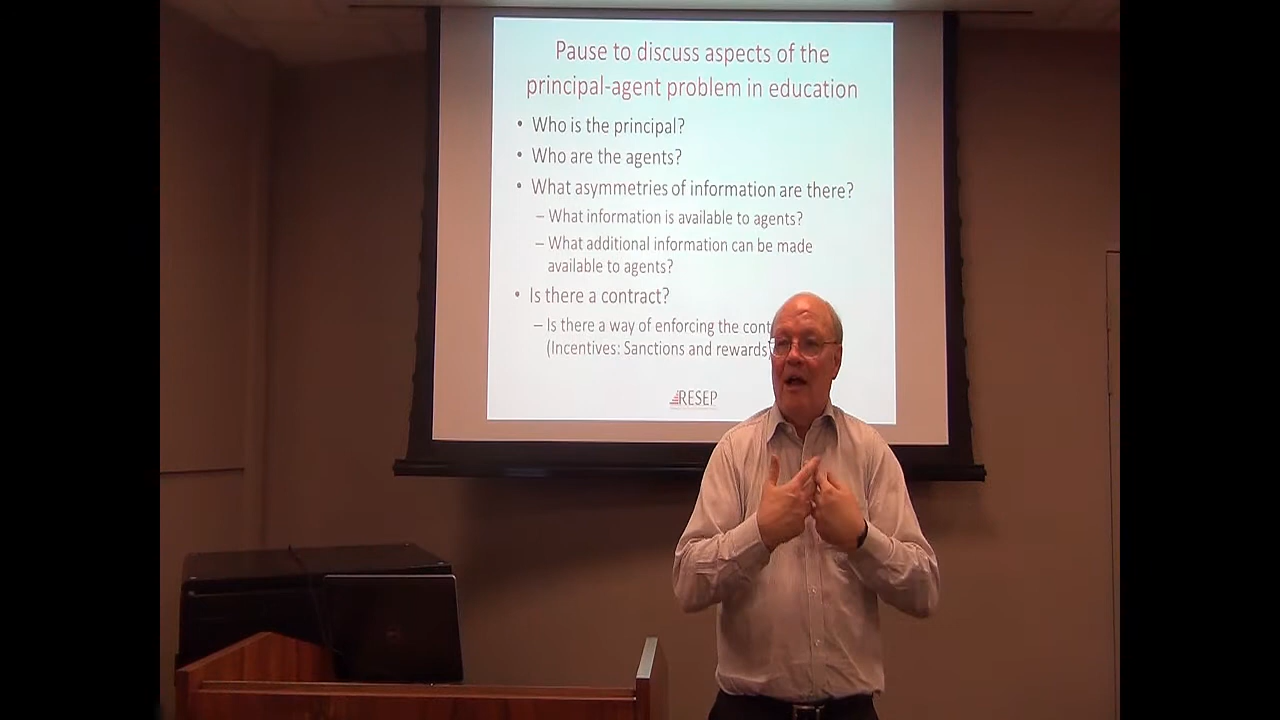 Pause to discuss aspects of the
principal-agent problem in education
• Who is the principal?
• Who are the agents?
• What asymmetries of information are there?
– What information is available to agents?
– What additional information can be made
available to agents?
• Is there a contract?
– Is there a way of enforcing the cont
(Incentives: Sanctions and rewards)
RESEP